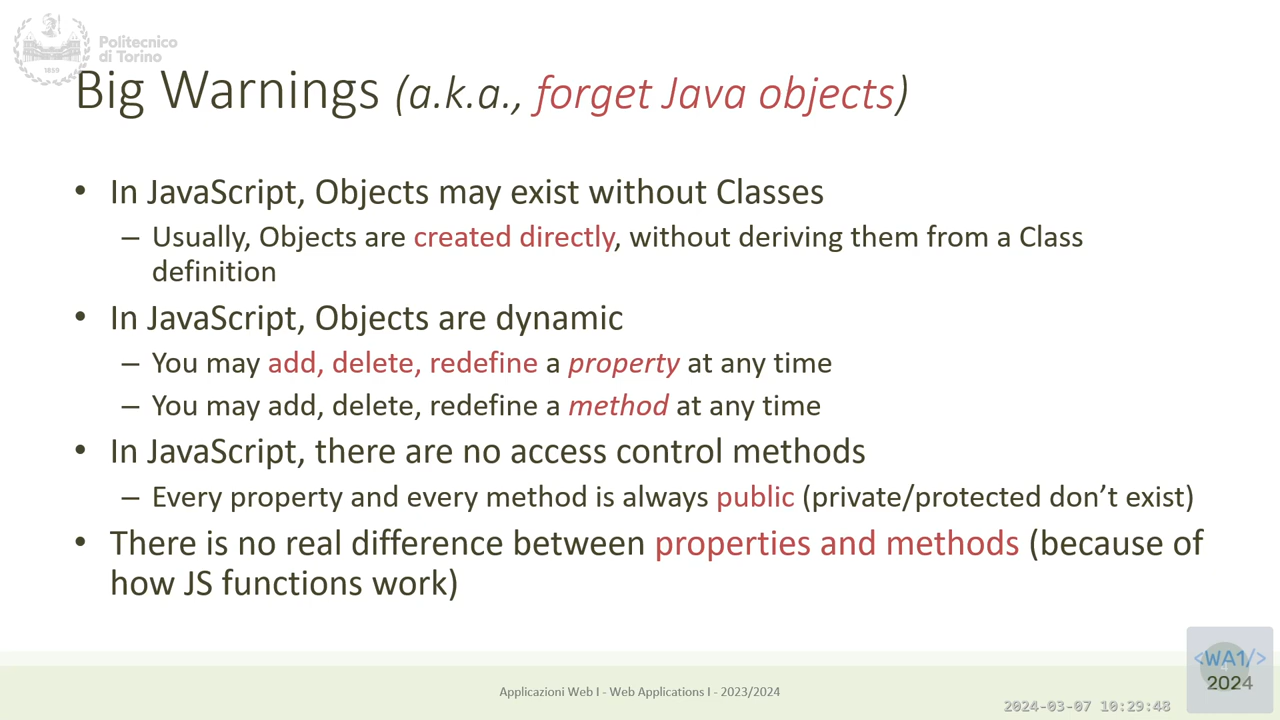 Politecnico
di Torino
1859
Big Warnings (a.k.a., forget Java objects)
• In JavaScript, Objects may exist without Classes
– Usually, Objects are created directly, without deriving them from a Class
definition
• In JavaScript, Objects are dynamic
– You may add, delete, redefine a property at any time
– You may add, delete, redefine a method at any time
• In JavaScript, there are no access control methods
– Every property and every method is always public (private/protected don’t exist)
• There is no real difference between properties and methods (because of
how JS functions work)
Applicazioni Web I - Web Applications I - 2023/2024
2024-03-07 10:29:48
<WA1/>
2024